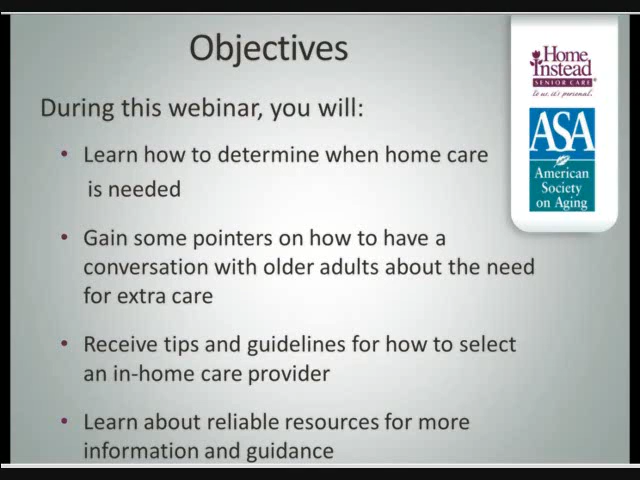 Objectives
During this webinar, you will:
• Learn how to determine when home care
is needed
• Gain some pointers on how to have a
conversation with older adults about the need
for extra care
• Receive tips and guidelines for how to select
an in-home care provider
• Learn about reliable resources for more
information and guidance
Home
Instead
SENIOR CARE
to us, it's personal.
ASA
American
Society
on Aging